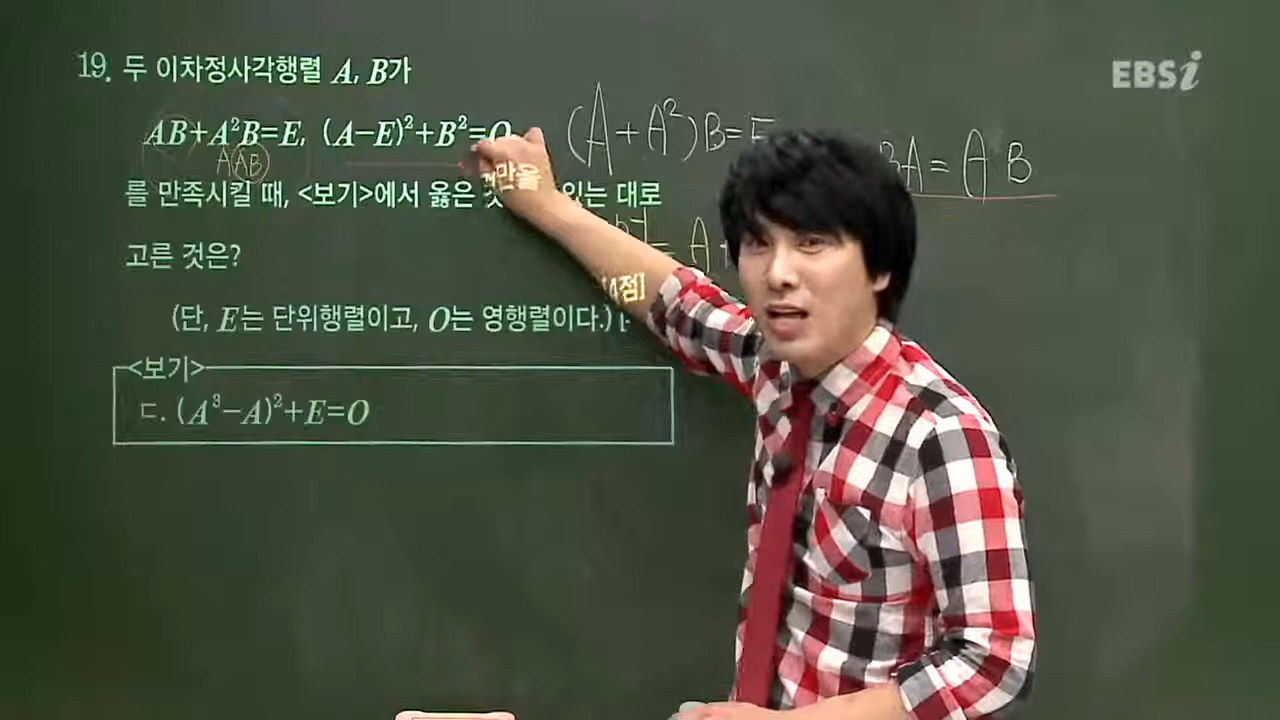 19. 두 이차정사각행렬 A, B가
EBSi
AB+A²B=E, (A−E)²+B²=O
(A+A²)B=E
BA=AB
AAB
를 만족시킬 때, <보기>에서 옳은 있는 대로
고른 것은?
4점]
(단, E는 단위행렬이고, O는 영행렬이다.) [
<보기>
ㄷ. (A³−A)²+E=O